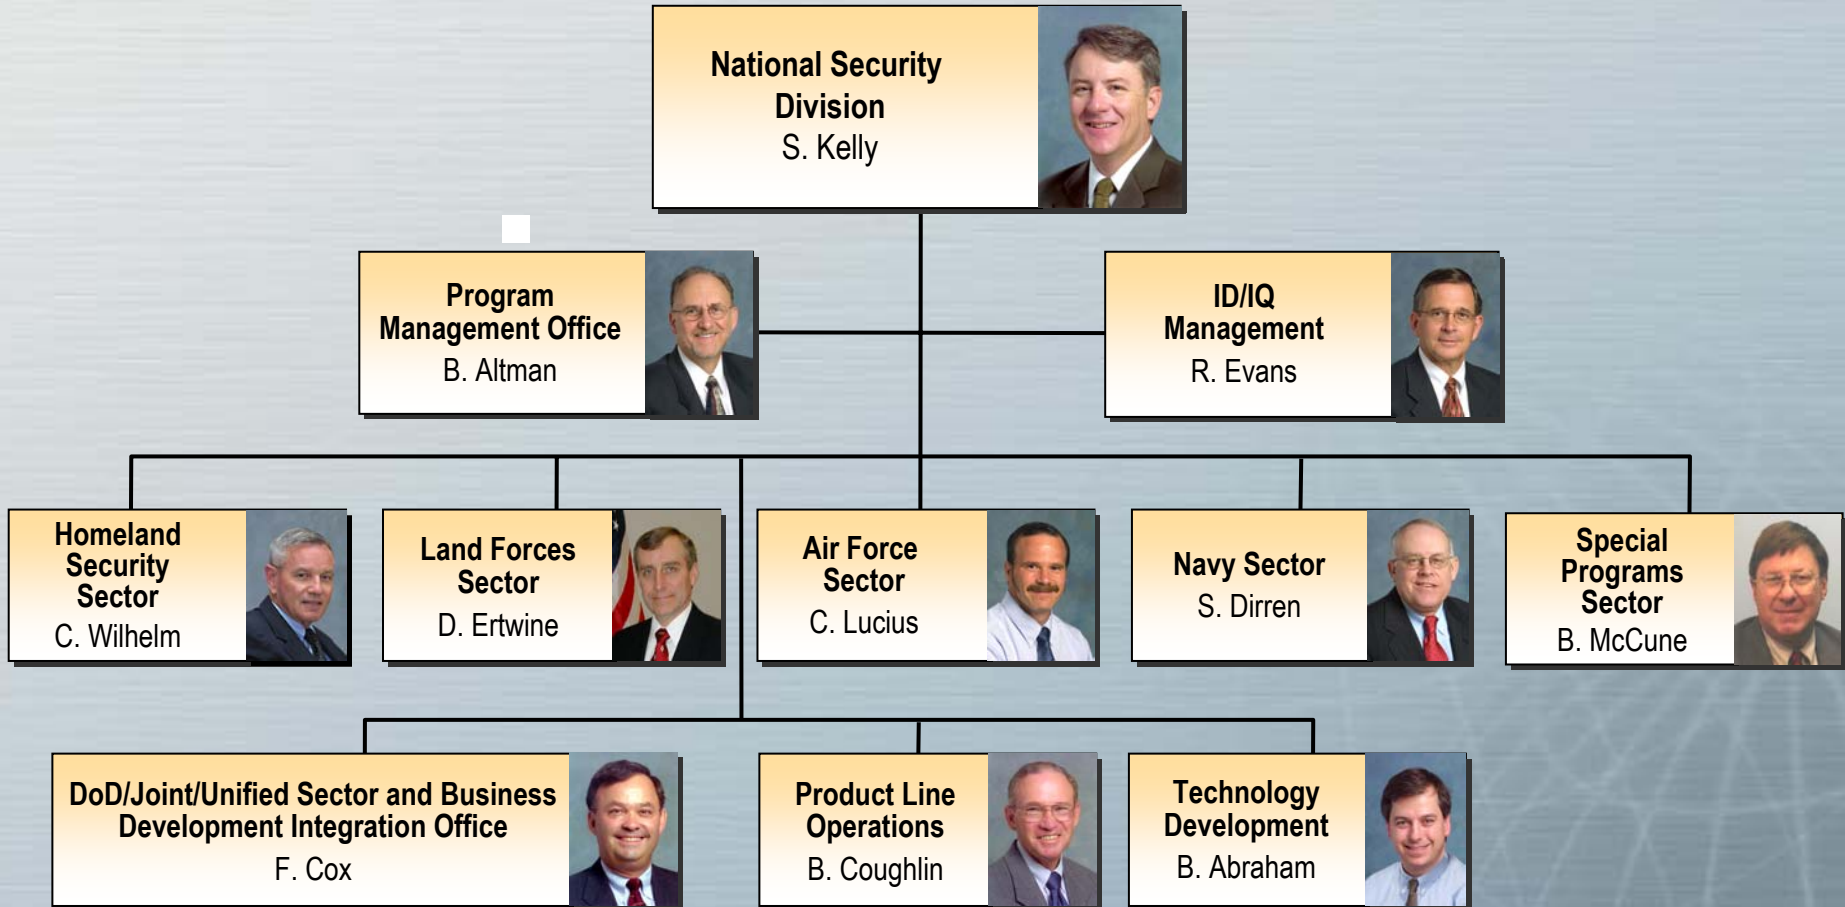 National Security
Division
S. Kelly
Program
Management Office
B. Altman
ID/IQ
Management
R. Evans
Homeland
Security
Sector
C. Wilhelm
Land Forces
Sector
D. Ertwine
Air Force
Sector
C. Lucius
Navy Sector
S. Dirren
Special
Programs
Sector
B. McCune
DoD/Joint/Unified Sector and Business
Development Integration Office
F. Cox
Product Line
Operations
B. Coughlin
Technology
Development
B. Abraham